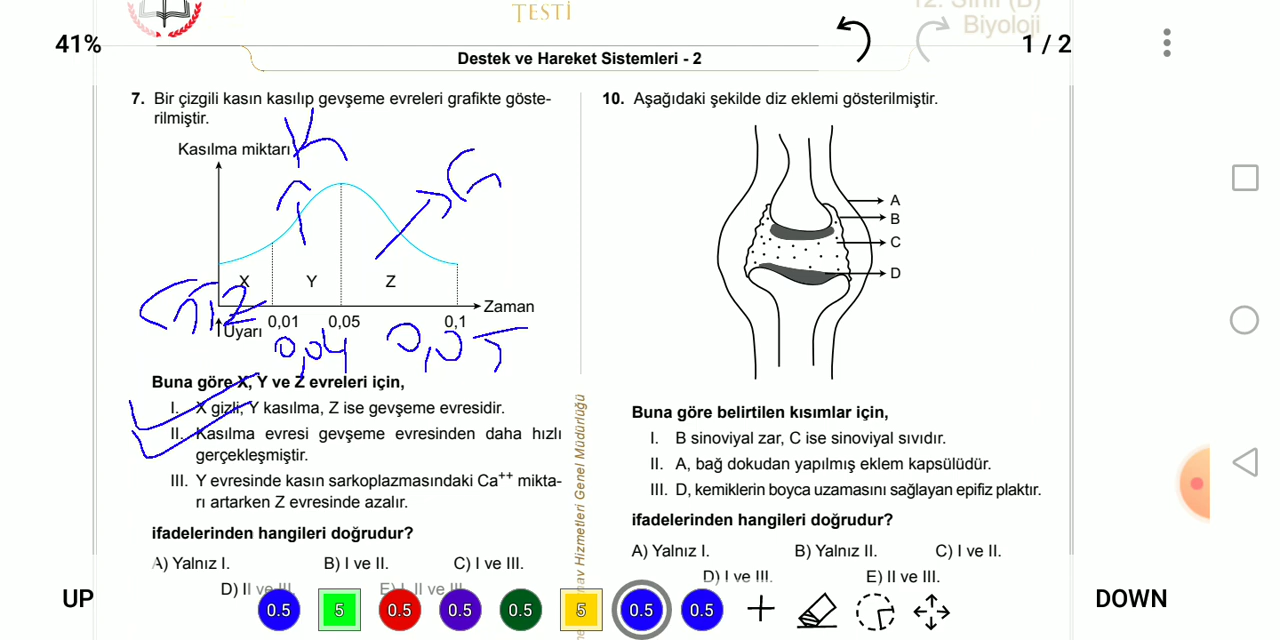 TESTİ
12. Sınıf (B)
Biyoloji
41%
1 / 2
Destek ve Hareket Sistemleri - 2
7. Bir çizgili kasın kasılıp gevşeme evreleri grafikte göste-
rilmiştir.
Kasılma miktarı
K
G
X
Y
Z
Zaman
Uyarı
0,01
0,05
0,1
0,04
0,05
Buna göre X, Y ve Z evreleri için,
I. X gizli, Y kasılma, Z ise gevşeme evresidir.
II. Kasılma evresi gevşeme evresinden daha hızlı
gerçekleşmiştir.
III. Y evresinde kasın sarkoplazmasındaki Ca++ mikta-
rı artarken Z evresinde azalır.
ifadelerinden hangileri doğrudur?
A) Yalnız I.
B) I ve II.
C) I ve III.
D) II ve III.
E) I, II ve III.
nav Hizmetleri Genel Müdürlüğü
10. Aşağıdaki şekilde diz eklemi gösterilmiştir.
A
B
C
D
Buna göre belirtilen kısımlar için,
I. B sinoviyal zar, C ise sinoviyal sıvıdır.
II. A, bağ dokudan yapılmış eklem kapsülüdür.
III. D, kemiklerin boyca uzamasını sağlayan epifiz plaktır.
ifadelerinden hangileri doğrudur?
A) Yalnız I.
B) Yalnız II.
C) I ve II.
D) I ve III.
E) II ve III.
UP
0.5
5
0.5
0.5
0.5
5
0.5
0.5
DOWN